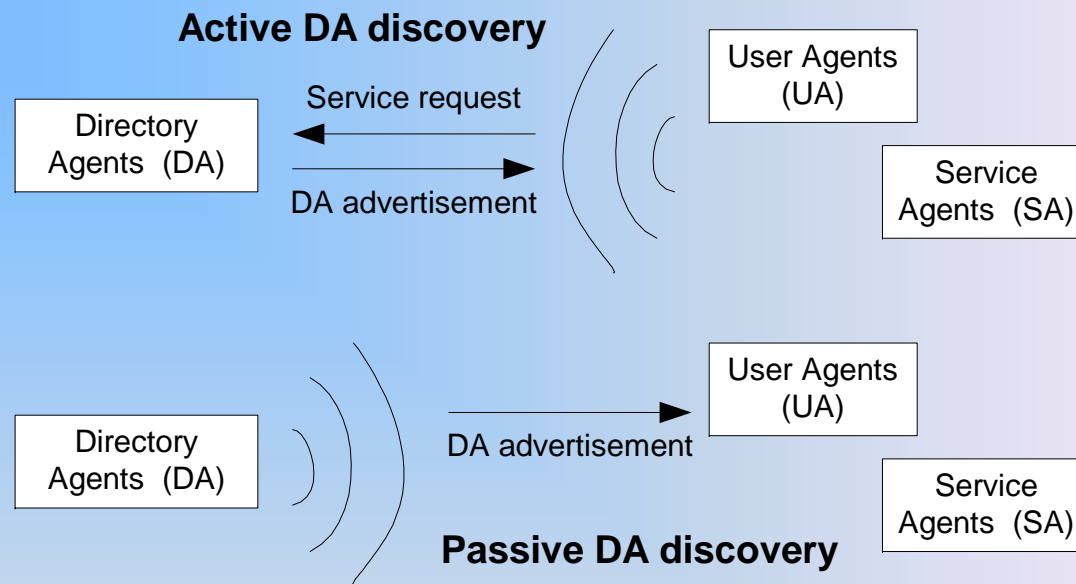 Active DA discovery
User Agents
(UA)
Service request
Directory
Agents (DA)
DA advertisement
Service
Agents (SA)
User Agents
(UA)
Directory
Agents (DA)
DA advertisement
Service
Agents (SA)
Passive DA discovery